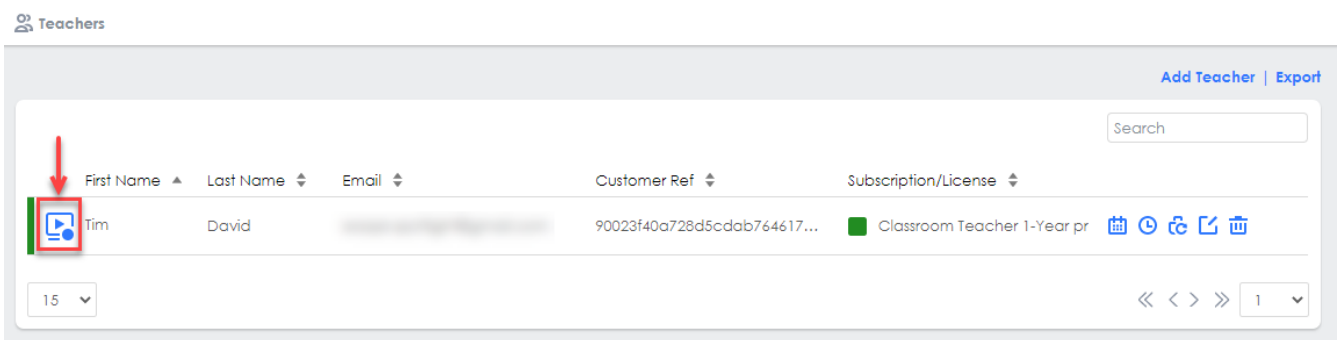 Teachers
Add Teacher | Export
Search
First Name Last Name Email Customer Ref Subscription/License
Tim David 90023f40a728d5cdab764617... Classroom Teacher 1-Year pr
15 1